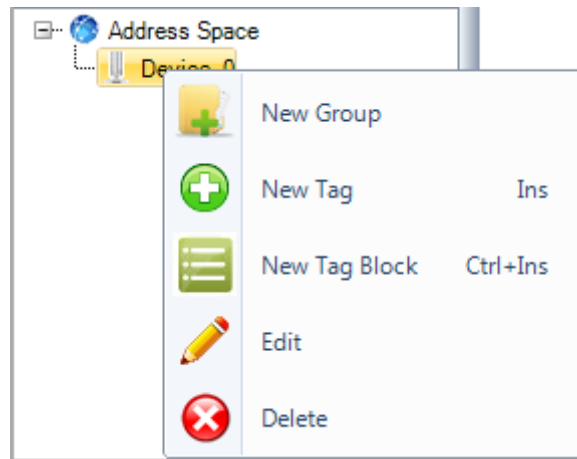 Address Space
Device_0
New Group
New Tag Ins
New Tag Block Ctrl+Ins
Edit
Delete